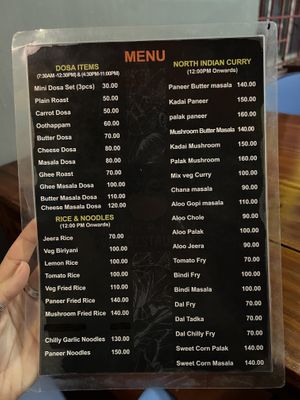 MENU
DOSA ITEMS
(7:30AM -12:30PM) & (4:30PM-11:00PM)
Mini Dosa Set (3pcs) 30.00
Plain Roast 50.00
Carrot Dosa 50.00
Oothappam 60.00
Butter Dosa 70.00
Cheese Dosa 80.00
Masala Dosa 80.00
Ghee Roast 70.00
Ghee Masala Dosa 100.00
Butter Masala Dosa 110.00
Cheese Masala Dosa 120.00
RICE & NOODLES
(12:00 PM Onwards)
Jeera Rice 70.00
Veg Biriyani 100.00
Lemon Rice 100.00
Tomato Rice 100.00
Veg Fried Rice 110.00
Paneer Fried Rice 140.00
Mushroom Fried Rice 140.00
Chilly Garlic Noodles 130.00
Paneer Noodles 150.00
NORTH INDIAN CURRY
(12:00PM Onwards)
Paneer Butter masala 140.00
Kadai Paneer 150.00
palak paneer 160.00
Mushroom Butter Masala 140.00
Kadai Mushroom 150.00
Palak Mushroom 160.00
Mix veg Curry 100.00
Chana masala 90.00
Aloo Gopi masala 110.00
Aloo Chole 90.00
Aloo Palak 100.00
Aloo Jeera 90.00
Tomato Fry 70.00
Bindi Fry 100.00
Bindi Masala 100.00
Dal Fry 70.00
Dal Tadka 70.00
Dal Chilly Fry 70.00
Sweet Corn Palak 140.00
Sweet Corn Masala 140.00